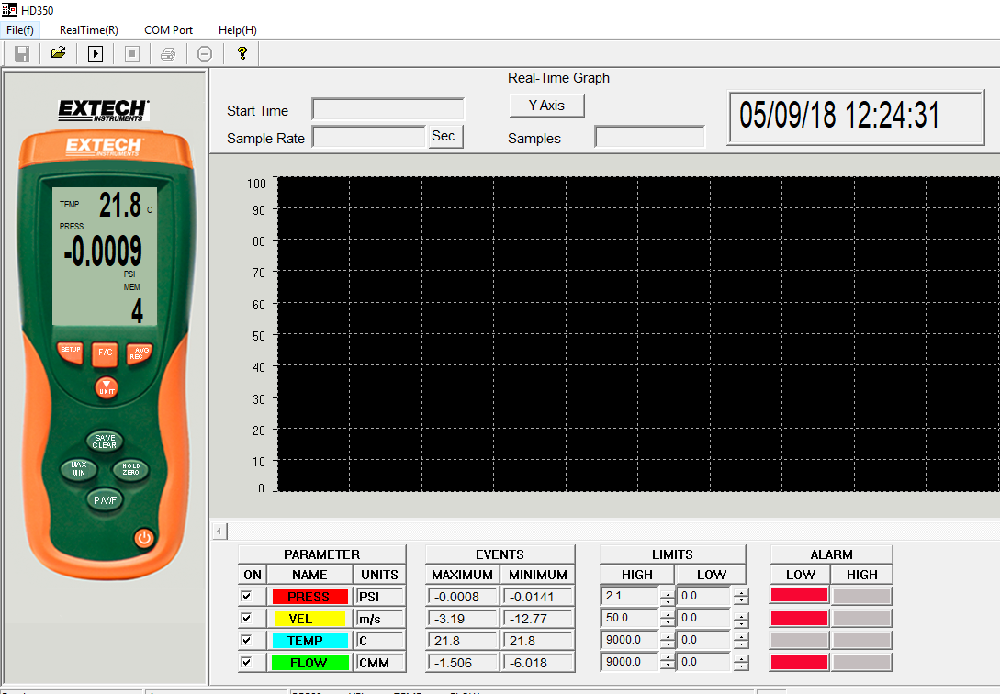 HD350
File(f) RealTime(R) COM Port Help(H)
EXTECH
INSTRUMENTS
EXTECH
INSTRUMENTS
TEMP 21.8 C
PRESS
-0.0009
PSI
MEM
4
SETUP F/C AVG REC
UNIT
SAVE
CLEAR
MAX
MIN
HOLD
ZERO
P/V/F
Real-Time Graph
Start Time Y Axis
Sample Rate Sec Samples
05/09/18 12:24:31
100
90
80
70
60
50
40
30
20
10
0
PARAMETER EVENTS LIMITS ALARM
ON NAME UNITS MAXIMUM MINIMUM HIGH LOW LOW HIGH
PRESS PSI -0.0008 -0.0141 2.1 0.0
VEL m/s -3.19 -12.77 50.0 0.0
TEMP C 21.8 21.8 9000.0 0.0
FLOW CMM -1.506 -6.018 9000.0 0.0